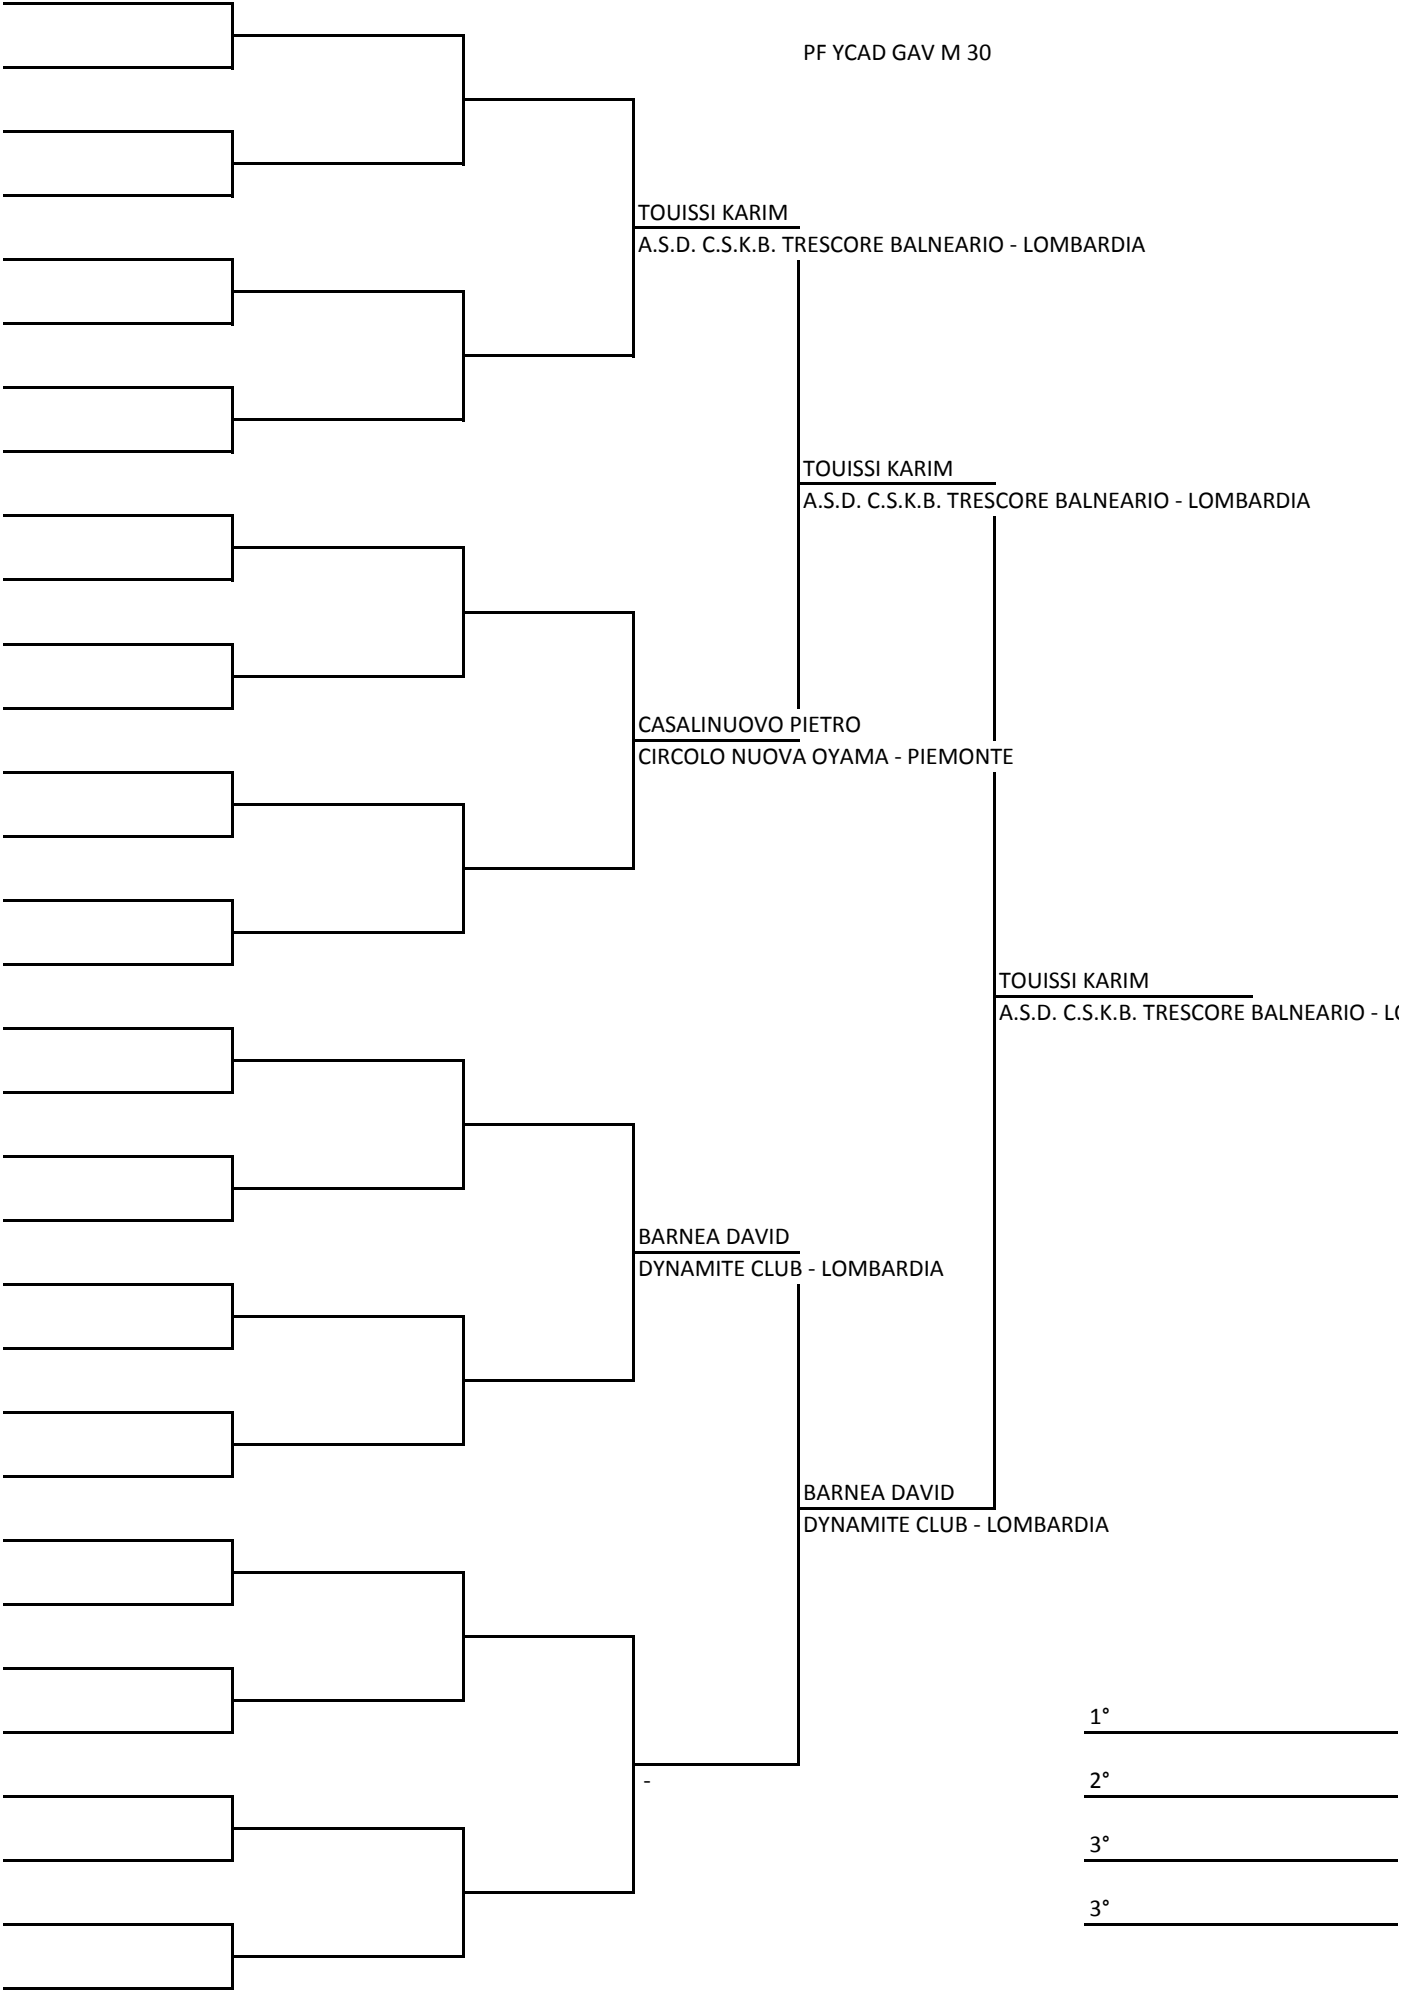 PF YCAD GAV M 30
TOUISSI KARIM
A.S.D. C.S.K.B. TRESCORE BALNEARIO - LOMBARDIA
TOUISSI KARIM
A.S.D. C.S.K.B. TRESCORE BALNEARIO - LOMBARDIA
CASALINUOVO PIETRO
CIRCOLO NUOVA OYAMA - PIEMONTE
TOUISSI KARIM
A.S.D. C.S.K.B. TRESCORE BALNEARIO - L
BARNEA DAVID
DYNAMITE CLUB - LOMBARDIA
BARNEA DAVID
DYNAMITE CLUB - LOMBARDIA
1°
-
2°
3°
3°